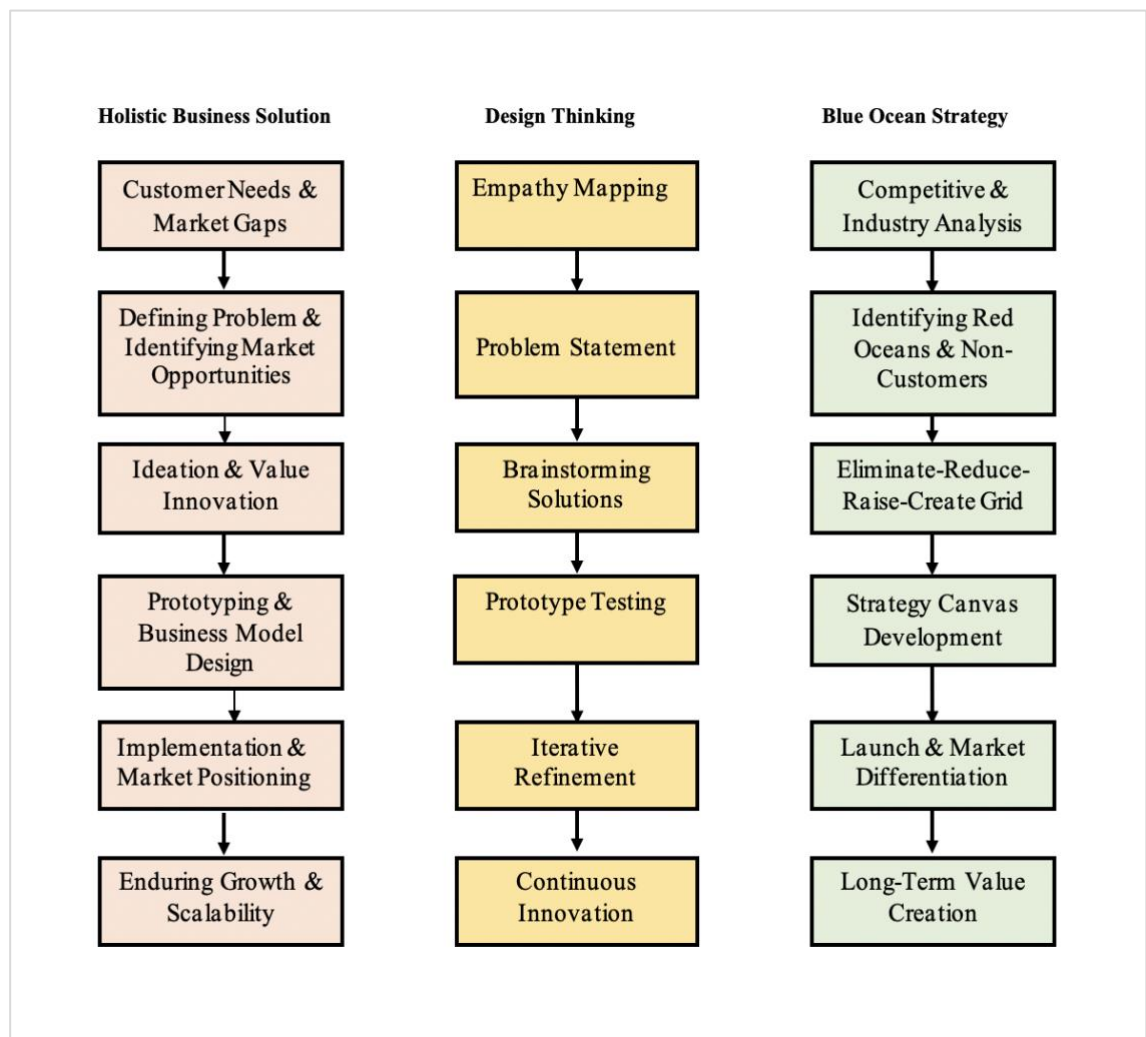 Holistic Business Solution
Customer Needs &
Market Gaps
Defining Problem &
Identifying Market
Opportunities
Ideation & Value
Innovation
Prototyping &
Business Model
Design
Implementation &
Market Positioning
Enduring Growth &
Scalability
Design Thinking
Empathy Mapping
Problem Statement
Brainstorming
Solutions
Prototype Testing
Iterative
Refinement
Continuous
Innovation
Blue Ocean Strategy
Competitive &
Industry Analysis
Identifying Red
Oceans & Non-
Customers
Eliminate-Reduce-
Raise-Create Grid
Strategy Canvas
Development
Launch & Market
Differentiation
Long-Term Value
Creation